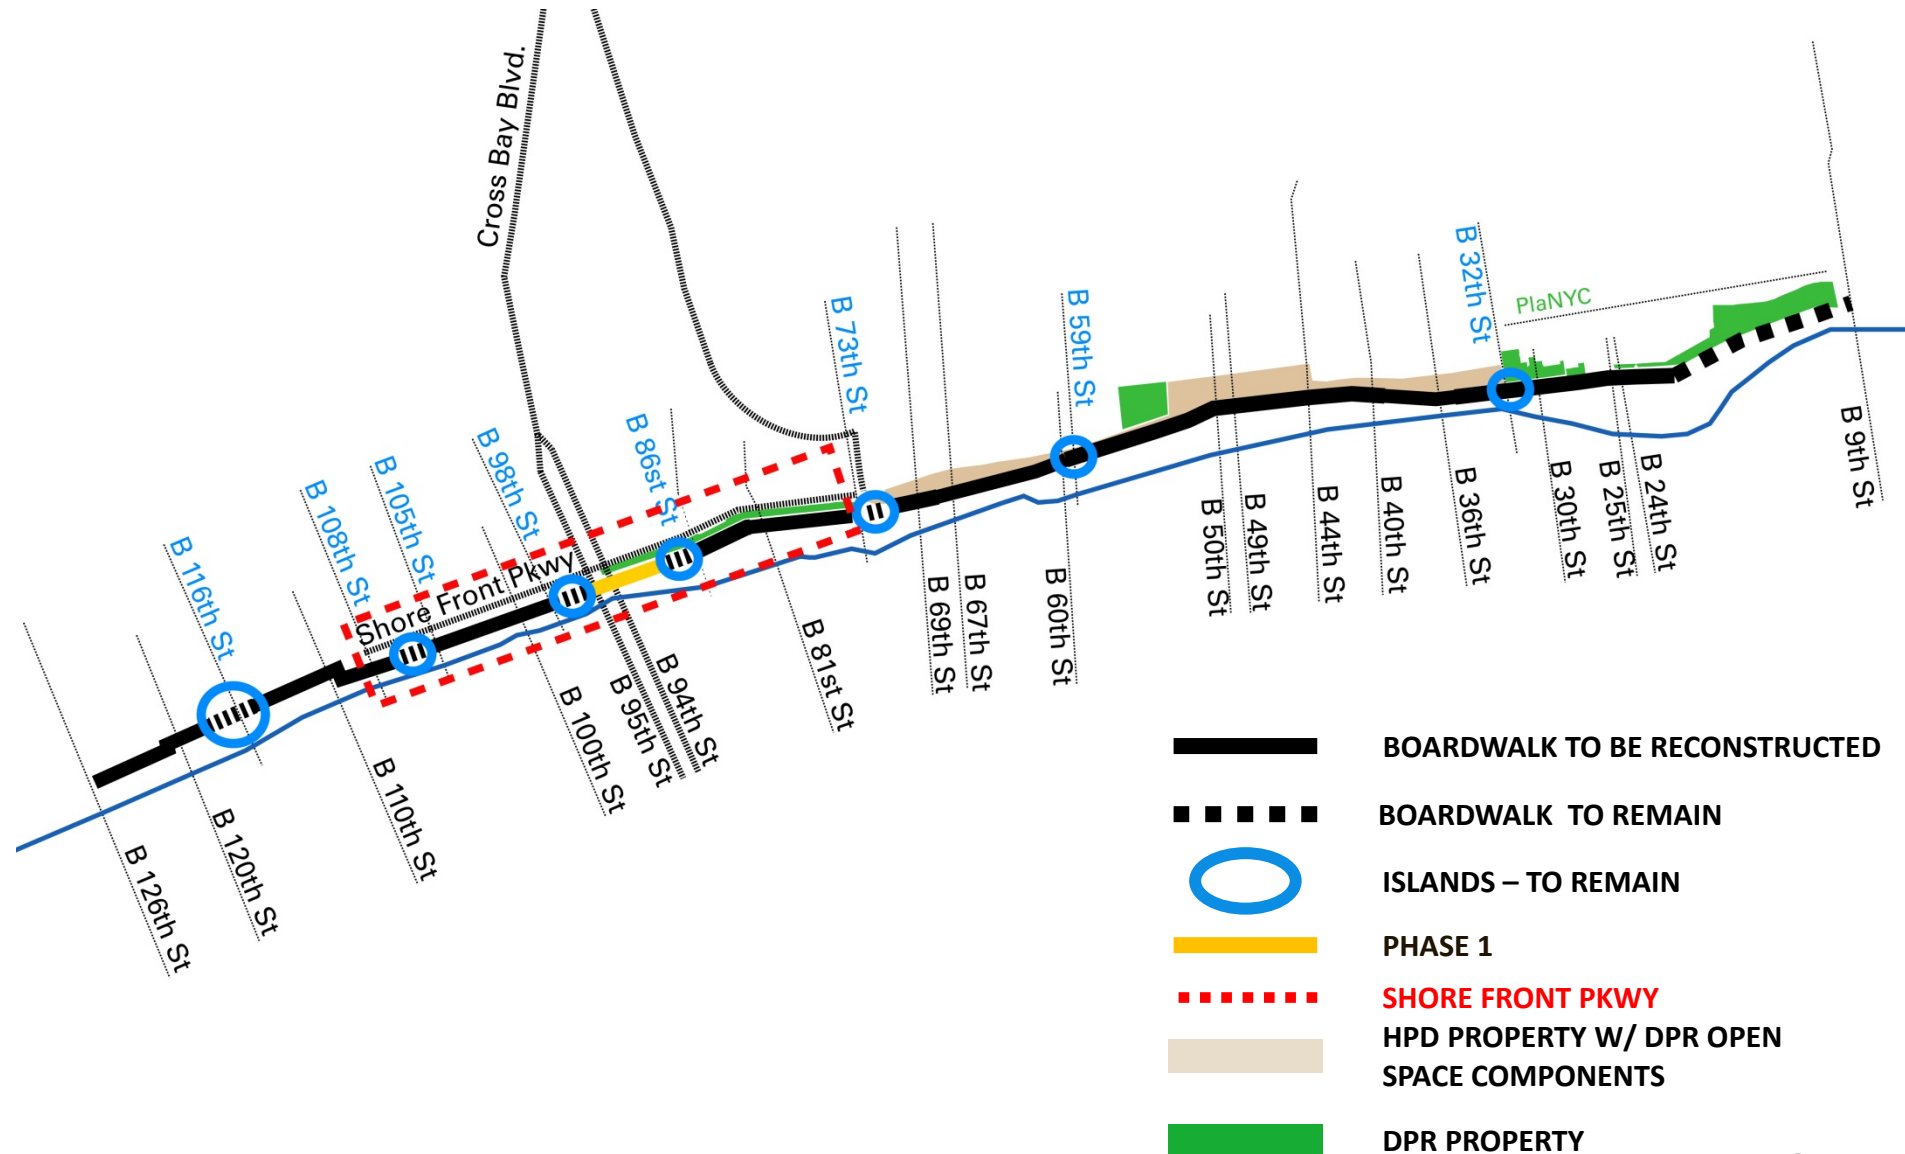 Cross Bay Blvd.
B 116th St
B 108th St
B 105th St
B 98th St
B 86st St
B 73th St
B 59th St
B 32th St
PlaNYC
Shore Front Pkwy
B 126th St
B 120th St
B 110th St
B 100th St
B 95th St
B 94th St
B 81st St
B 69th St
B 67th St
B 60th St
B 50th St
B 49th St
B 44th St
B 40th St
B 36th St
B 30th St
B 25th St
B 24th St
B 9th St
BOARDWALK TO BE RECONSTRUCTED
BOARDWALK TO REMAIN
ISLANDS – TO REMAIN
PHASE 1
SHORE FRONT PKWY
HPD PROPERTY W/ DPR OPEN
SPACE COMPONENTS
DPR PROPERTY